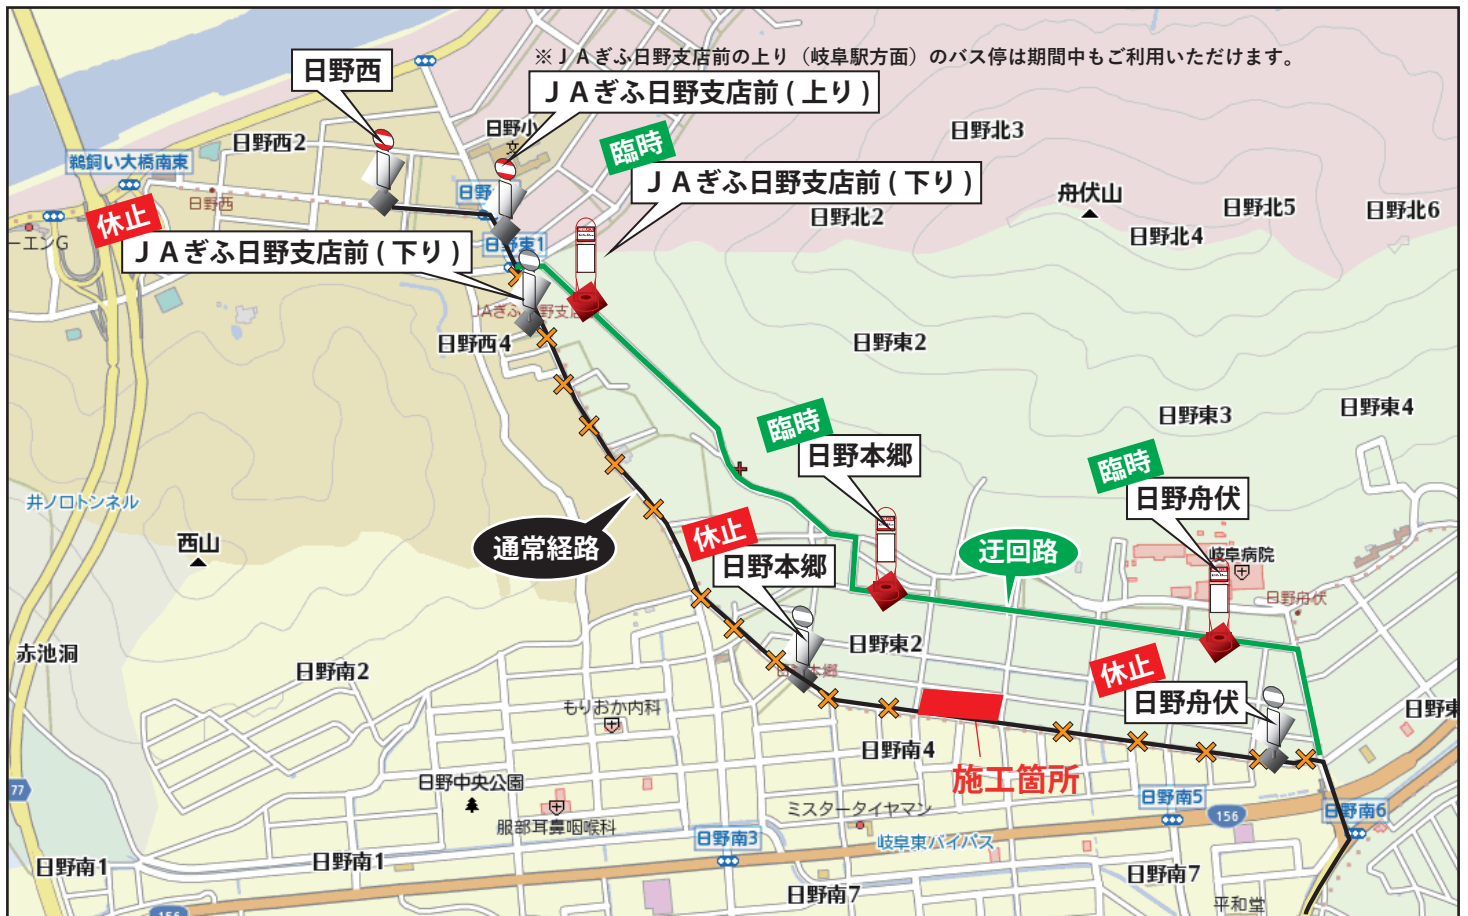 ※ＪＡぎふ日野支店前の上り（岐阜駅方面）のバス停は期間中もご利用いただけます。
日野西
ＪＡぎふ日野支店前(上り)
日野小
文
日野西2
鵜飼い大橋南東
臨時
ＪＡぎふ日野支店前(下り)
日野北3
舟伏山
日野北5
日野北6
日野北2
日野北4
日野西
日野
休止
ーエンG
ＪＡぎふ日野支店前(下り)
日野東1
日野西4
日野東2
日野東3
日野東4
臨時
日野本郷
臨時
日野舟伏
井ノ口トンネル
西山
通常経路
休止
日野本郷
迂回路
岐阜病院
日野舟伏
赤池洞
日野南2
日野東2
休止
日野舟伏
日野東
もりおか内科
日野南4
施工箇所
日野中央公園
服部耳鼻咽喉科
ミスタータイヤマン
日野南5
156
日野南6
77
日野南3
岐阜東バイパス
日野南1
日野南1
日野南7
日野南7
平和堂
156